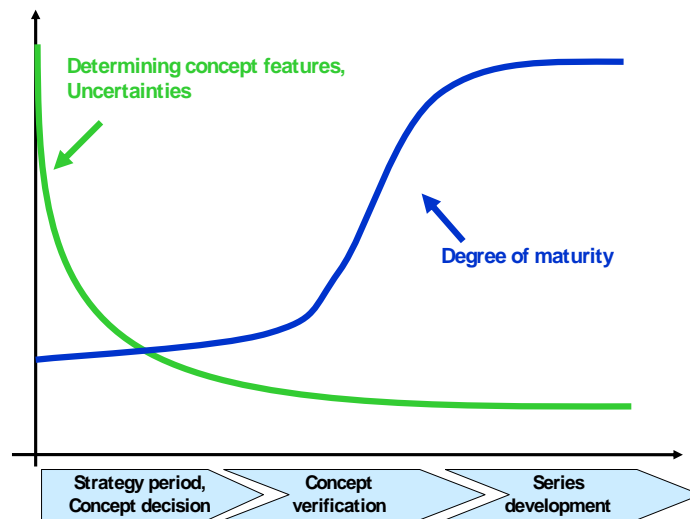 Determining concept features,
Uncertainties
Degree of maturity
Strategy period,
Concept decision
Concept
verification
Series
development